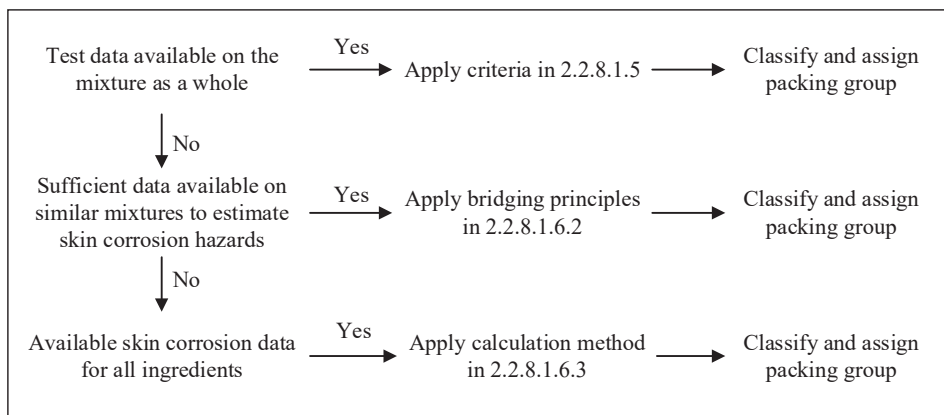 Test data available on the
mixture as a whole
Yes
Apply criteria in 2.2.8.1.5
Classify and assign
packing group
No
Sufficient data available on
similar mixtures to estimate
skin corrosion hazards
Yes
Apply bridging principles
in 2.2.8.1.6.2
Classify and assign
packing group
No
Available skin corrosion data
for all ingredients
Yes
Apply calculation method
in 2.2.8.1.6.3
Classify and assign
packing group